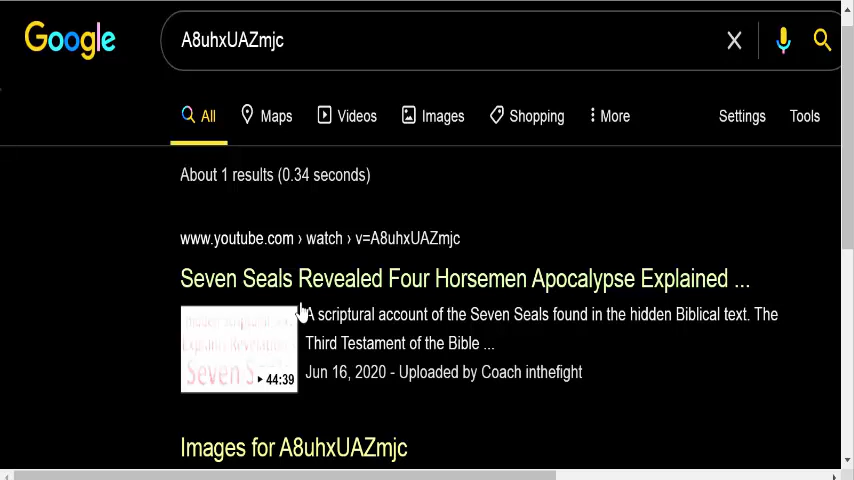 Google
A8uhxUAZmjc
All Maps Videos Images Shopping More Settings Tools
About 1 results (0.34 seconds)
www.youtube.com › watch › v=A8uhxUAZmjc
Seven Seals Revealed Four Horsemen Apocalypse Explained ...
A scriptural account of the Seven Seals found in the hidden Biblical text. The
Third Testament of the Bible ...
Explains Revelation
Seven S
44:39
Jun 16, 2020 - Uploaded by Coach inthefight
Images for A8uhxUAZmjc